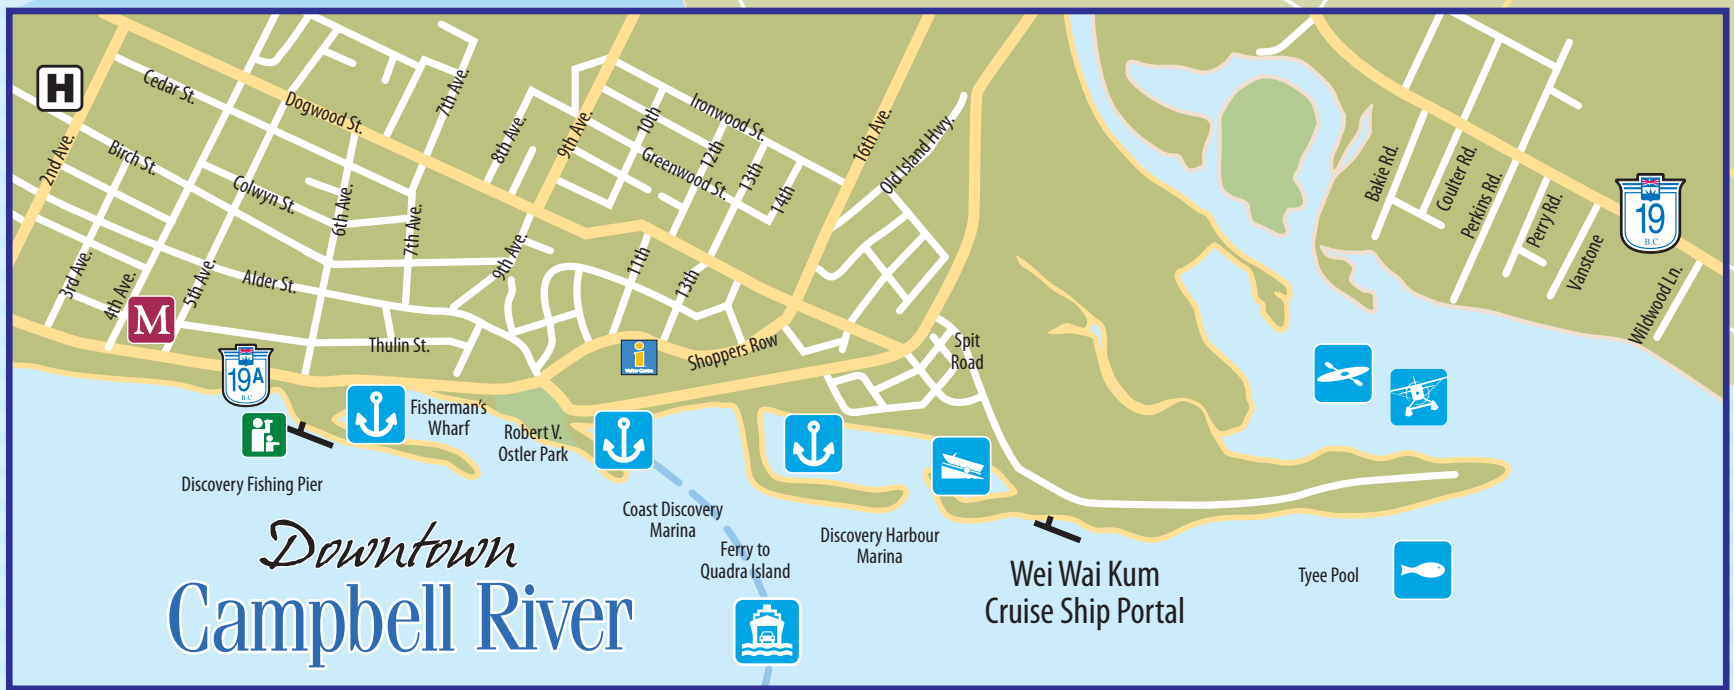 H
2nd Ave.
Cedar St.
Birch St.
Dogwood St.
Colwyn St.
3rd Ave.
4th Ave.
5th Ave.
6th Ave.
7th Ave.
7th Ave.
Alder St.
Thulin St.
8th Ave.
9th Ave.
9th Ave.
10th
11th
12th
13th
13th
14th
Ironwood St.
Greenwood St.
16th Ave.
Old Island Hwy.
Shoppers Row
Spit
Road
Bakie Rd.
Coulter Rd.
Perkins Rd.
Perry Rd.
Vanstone
Wildwood Ln.
19
B.C.
M
19A
B.C.
i
Visitor Centre
Fisherman's
Wharf
Robert V.
Ostler Park
Discovery Fishing Pier
Coast Discovery
Marina
Ferry to
Quadra Island
Discovery Harbour
Marina
Wei Wai Kum
Cruise Ship Portal
Tyee Pool
Downtown
Campbell River